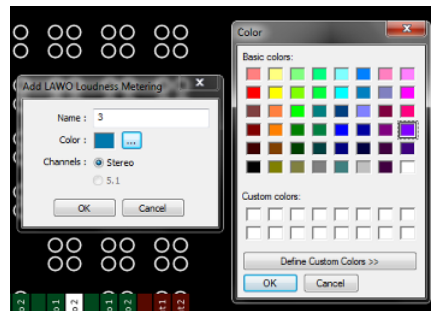 Color
Basic colors:
Add LAWO Loudness Metering
Name : 3
Color : ...
Channels : Stereo
5.1
OK Cancel
Custom colors:
Define Custom Colors >>
OK Cancel